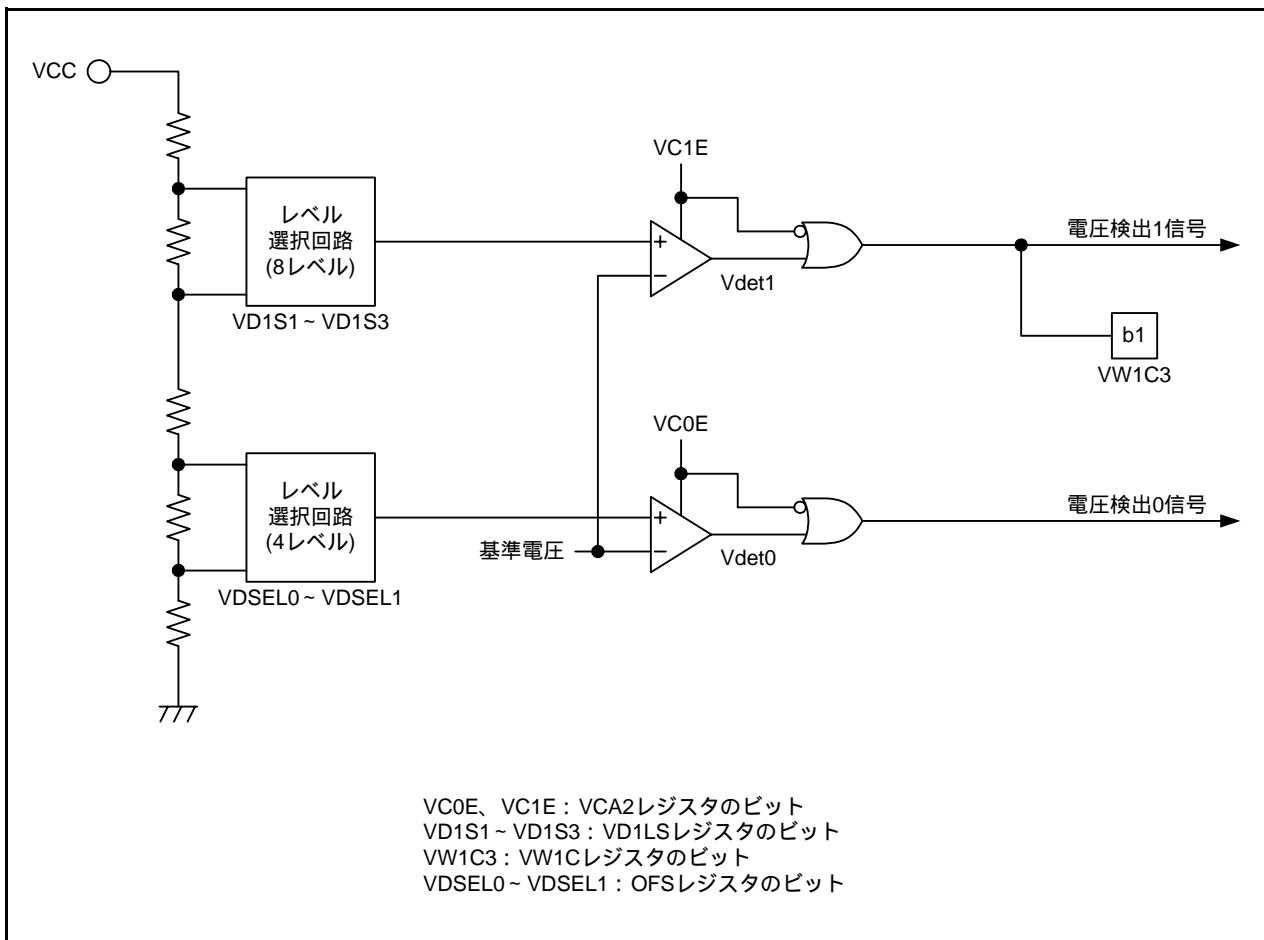 VCC
レベル
選択回路
(8レベル)
VD1S1 ~ VD1S3
VC1E
+
−
Vdet1
電圧検出1信号
b1
VW1C3
レベル
選択回路
(4レベル)
VDSEL0 ~ VDSEL1
基準電圧
VC0E
+
−
Vdet0
電圧検出0信号
VC0E、VC1E : VCA2レジスタのビット
VD1S1 ~ VD1S3 : VD1LSレジスタのビット
VW1C3 : VW1Cレジスタのビット
VDSEL0 ~ VDSEL1 : OFSレジスタのビット